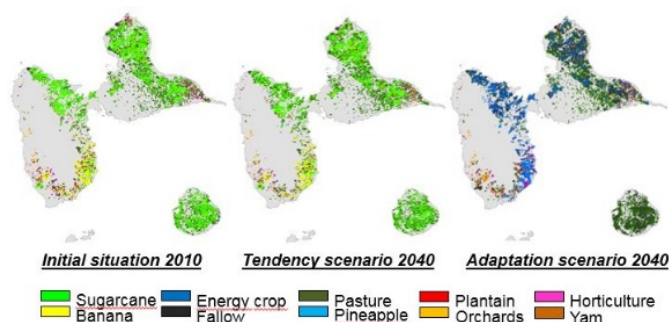 Initial situation 2010 Tendency scenario 2040 Adaptation scenario 2040
Sugarcane Energy crop Pasture Plantain Horticulture
Banana Fallow Pineapple Orchards Yam